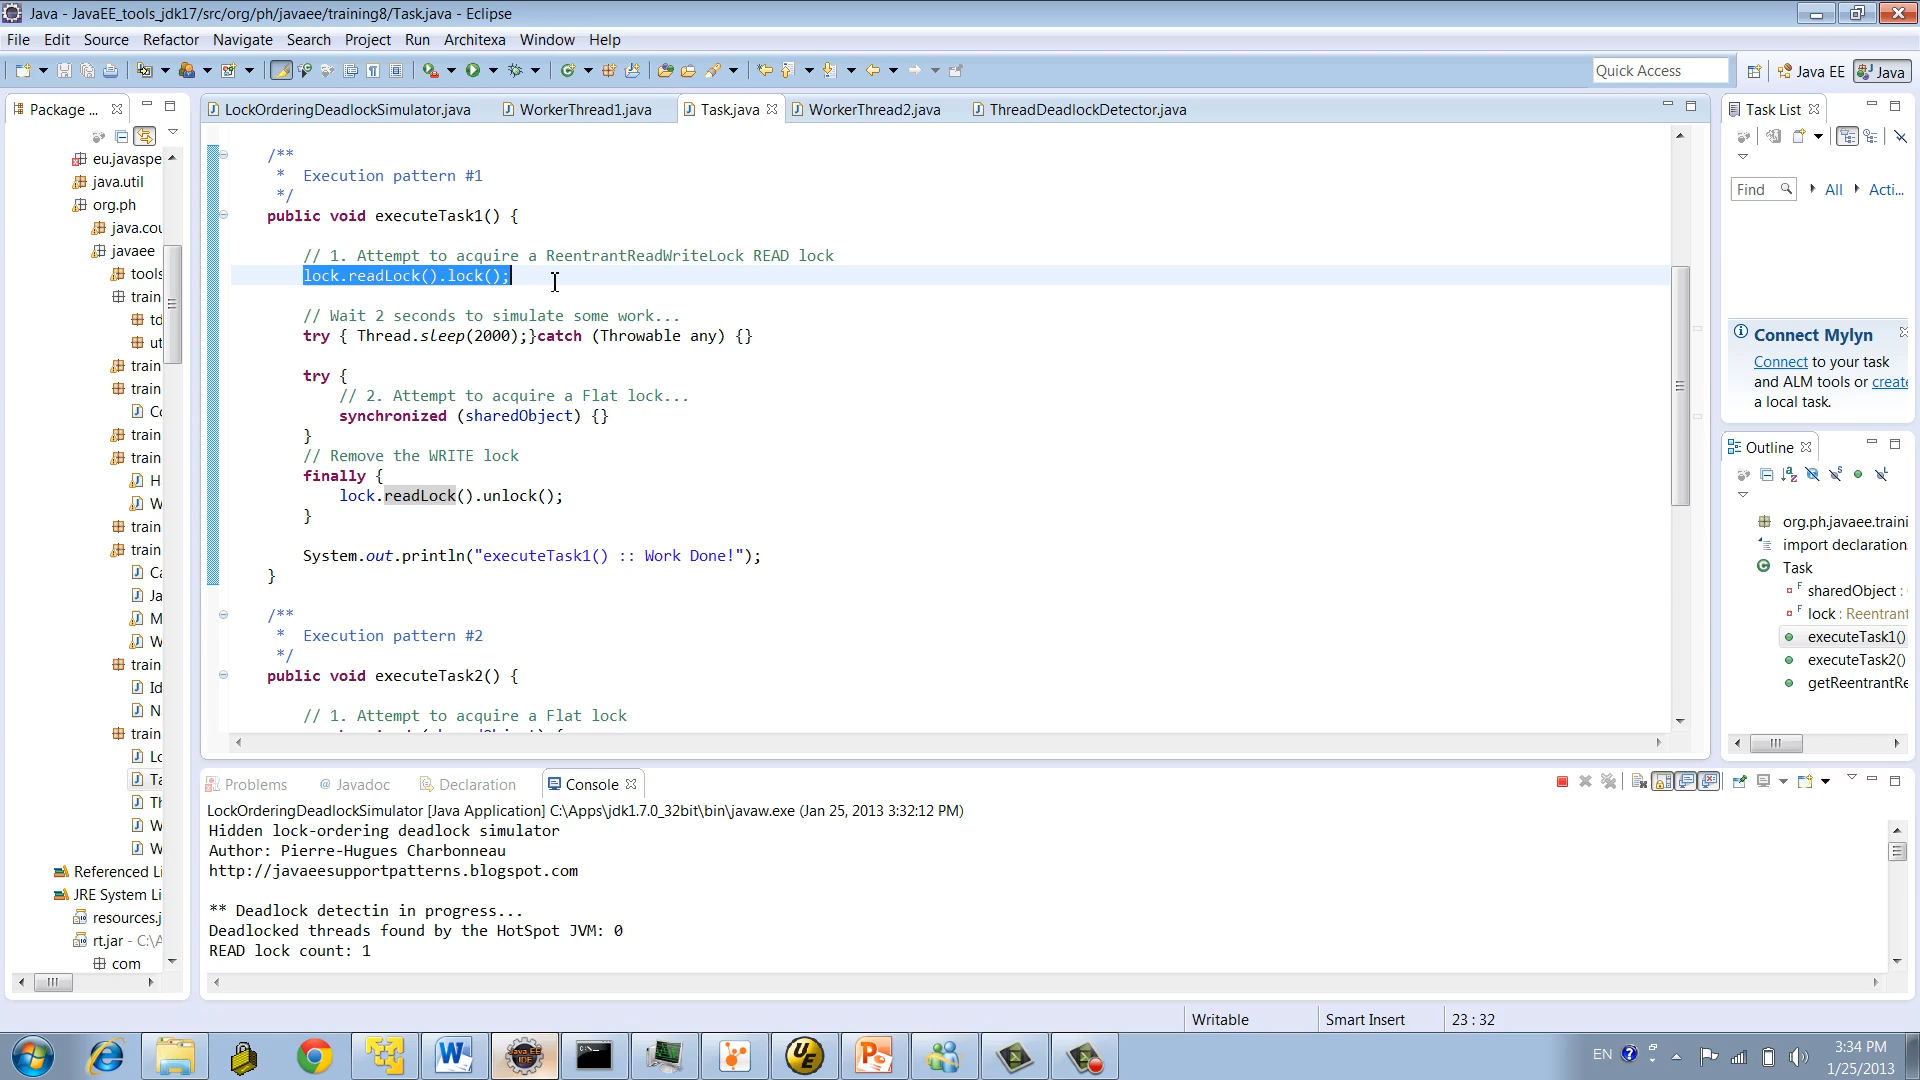 Java - JavaEE_tools_jdk17/src/org/ph/javaee/training8/Task.java - Eclipse
File Edit Source Refactor Navigate Search Project Run Architexa Window Help
Quick Access
Java EE
Java
Package ...
eu.javaspe
java.util
org.ph
java.cou
javaee
tools
train
td
ut
train
train
Co
train
train
H
W
train
train
Ca
Ja
M
W
train
Id
N
train
Lo
Ta
Th
W
W
Referenced Li
JRE System Li
resources.j
rt.jar - C:\A
com
LockOrderingDeadlockSimulator.java
WorkerThread1.java
Task.java
WorkerThread2.java
ThreadDeadlockDetector.java
/**
* Execution pattern #1
*/
public void executeTask1() {
// 1. Attempt to acquire a ReentrantReadWriteLock READ lock
lock.readLock().lock();
// Wait 2 seconds to simulate some work...
try { Thread.sleep(2000);}catch (Throwable any) {}
try {
// 2. Attempt to acquire a Flat lock...
synchronized (sharedObject) {}
}
// Remove the WRITE lock
finally {
lock.readLock().unlock();
}
System.out.println("executeTask1() :: Work Done!");
}
/**
* Execution pattern #2
*/
public void executeTask2() {
// 1. Attempt to acquire a Flat lock
Task List
Find
All
Acti...
Connect Mylyn
Connect to your task
and ALM tools or create
a local task.
Outline
org.ph.javaee.traini
import declaration
Task
sharedObject :
lock : Reentrant
executeTask1()
executeTask2()
getReentrantRe
Problems
@ Javadoc
Declaration
Console
LockOrderingDeadlockSimulator [Java Application] C:\Apps\jdk1.7.0_32bit\bin\javaw.exe (Jan 25, 2013 3:32:12 PM)
Hidden lock-ordering deadlock simulator
Author: Pierre-Hugues Charbonneau
http://javaeesupportpatterns.blogspot.com
** Deadlock detectin in progress...
Deadlocked threads found by the HotSpot JVM: 0
READ lock count: 1
Writable
Smart Insert
23 : 32
EN
3:34 PM
1/25/2013